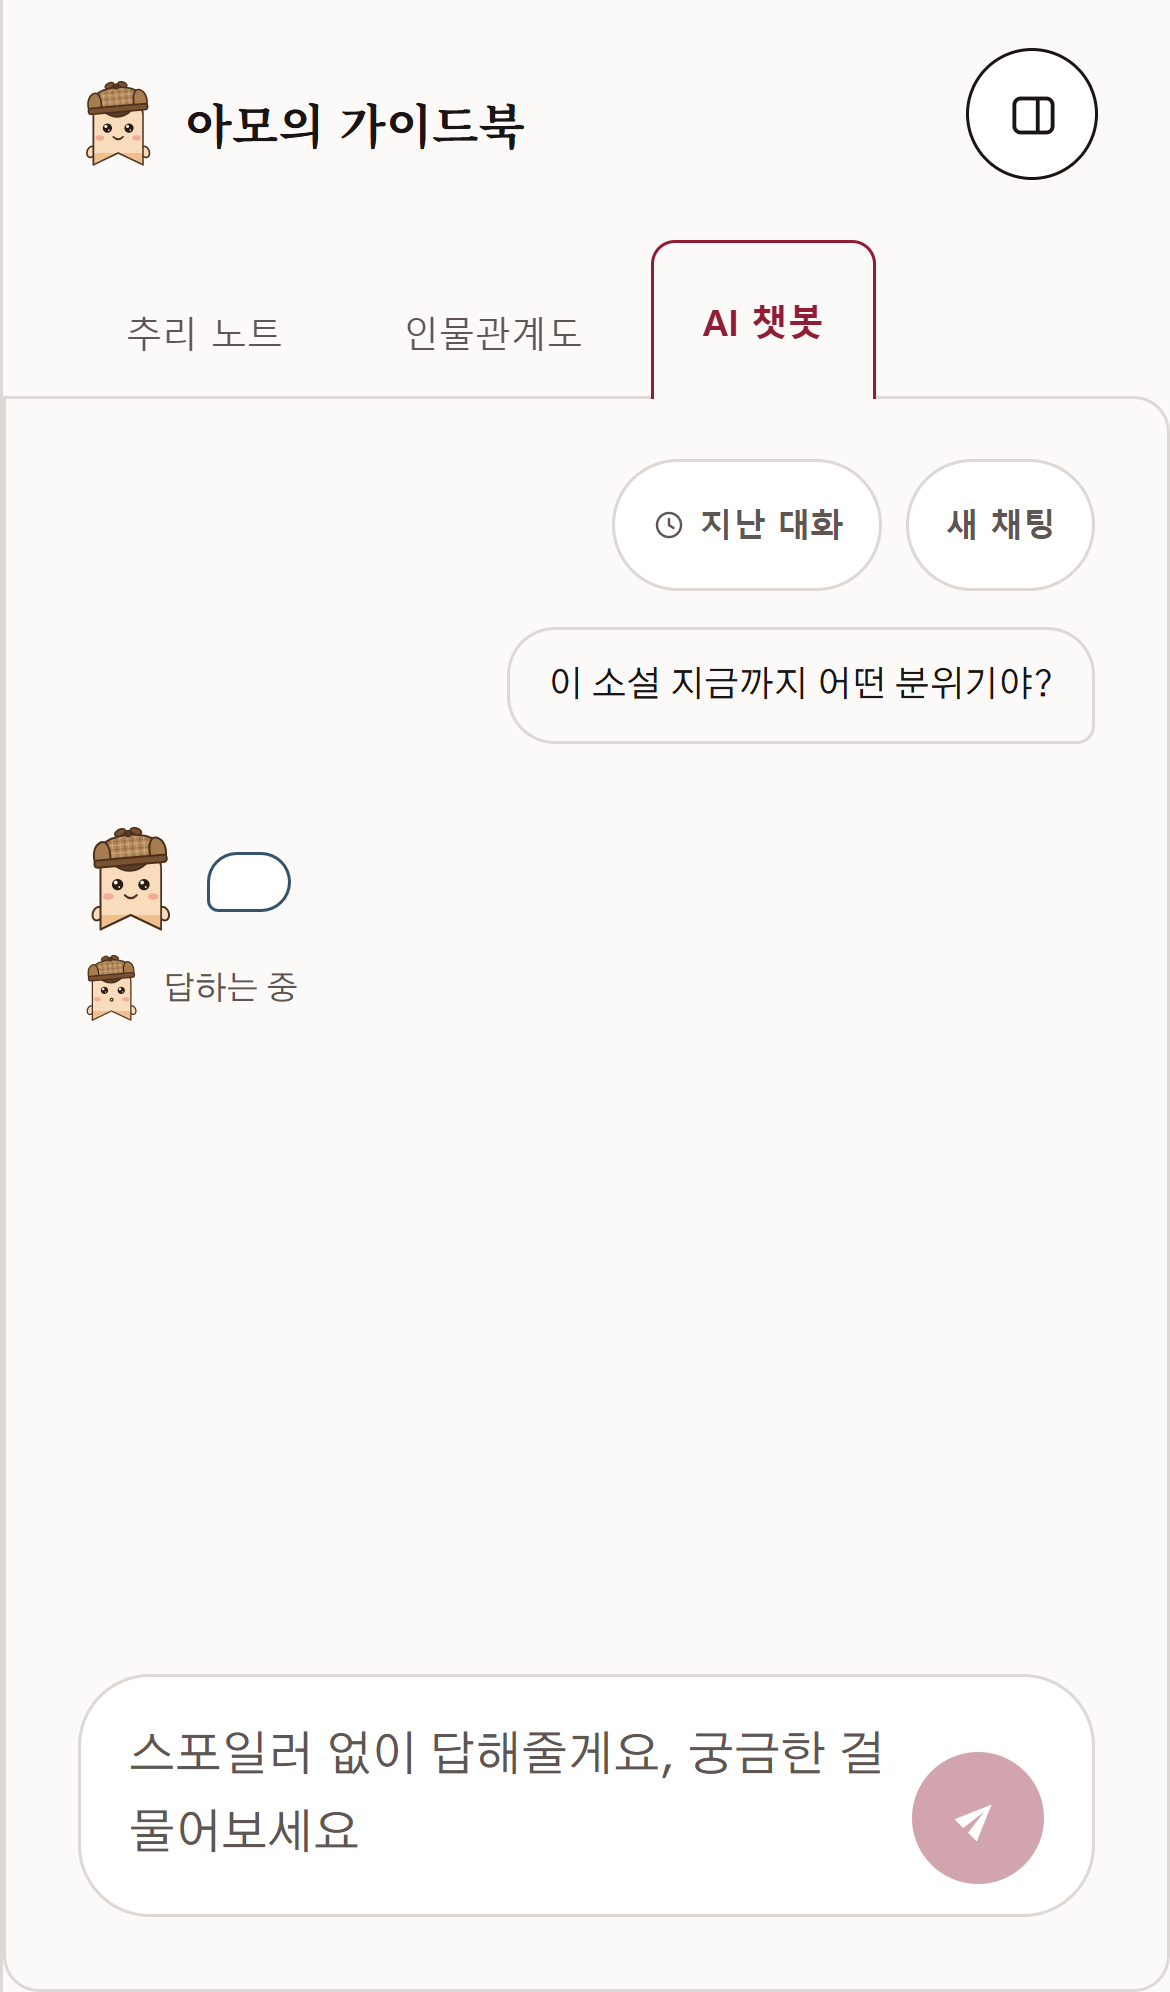 아모의 가이드북
추리 노트
인물관계도
AI 챗봇
지난 대화
새 채팅
이 소설 지금까지 어떤 분위기야?
답하는 중
스포일러 없이 답해줄게요, 궁금한 걸
물어보세요